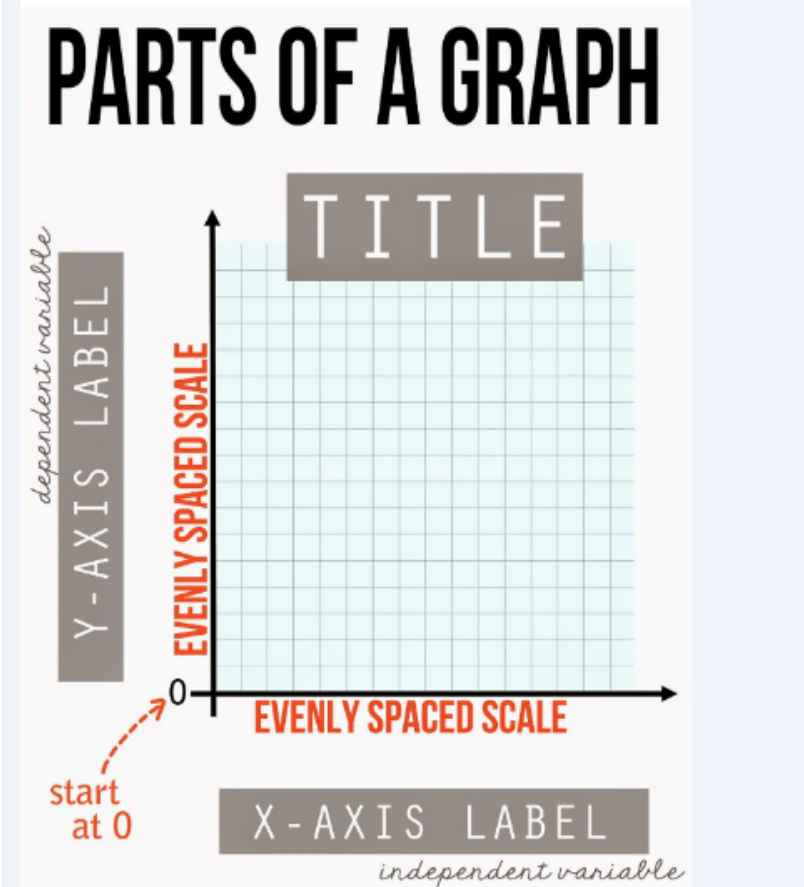 PARTS OF A GRAPH
TITLE
dependent variable
Y-AXIS LABEL
EVENLY SPACED SCALE
0
EVENLY SPACED SCALE
start
at 0
X-AXIS LABEL
independent variable